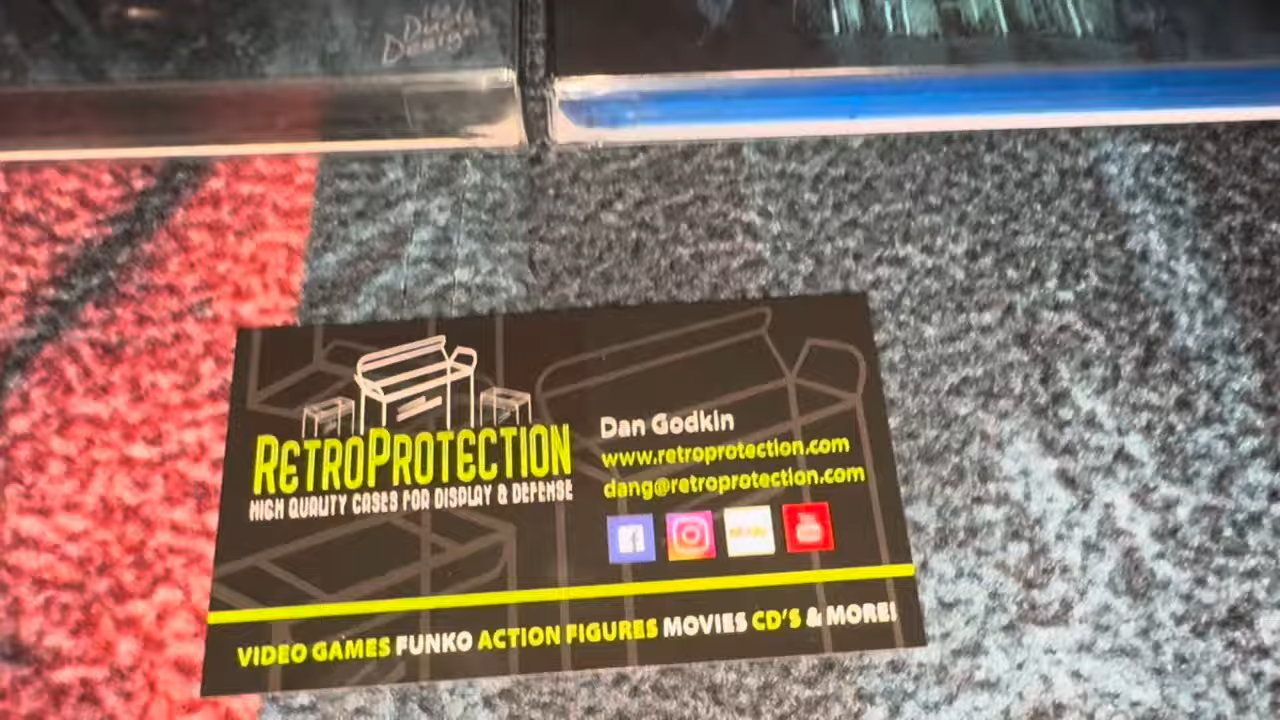 Design
RETROPROTECTION
HIGH QUALITY CASES FOR DISPLAY & DEFENSE
Dan Godkin
www.retroprotection.com
dang@retroprotection.com
VIDEO GAMES FUNKO ACTION FIGURES MOVIES CD'S & MORE!